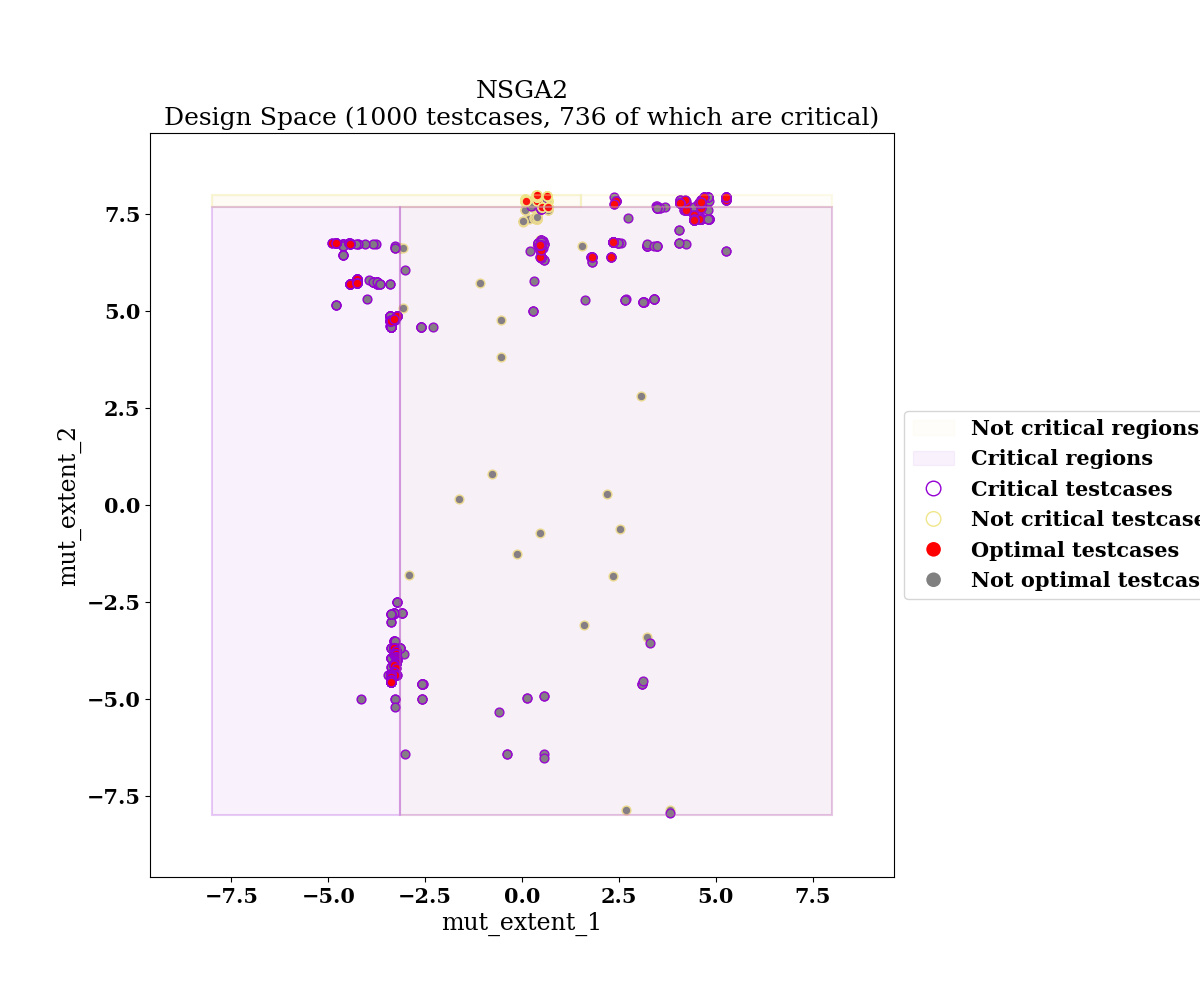 NSGA2
Design Space (1000 testcases, 736 of which are critical)
7.5
5.0
2.5
0.0
−2.5
−5.0
−7.5
mut_extent_2
−7.5
−5.0
−2.5
0.0
2.5
5.0
7.5
mut_extent_1
Not critical regions
Critical regions
Critical testcases
Not critical testcase
Optimal testcases
Not optimal testcas